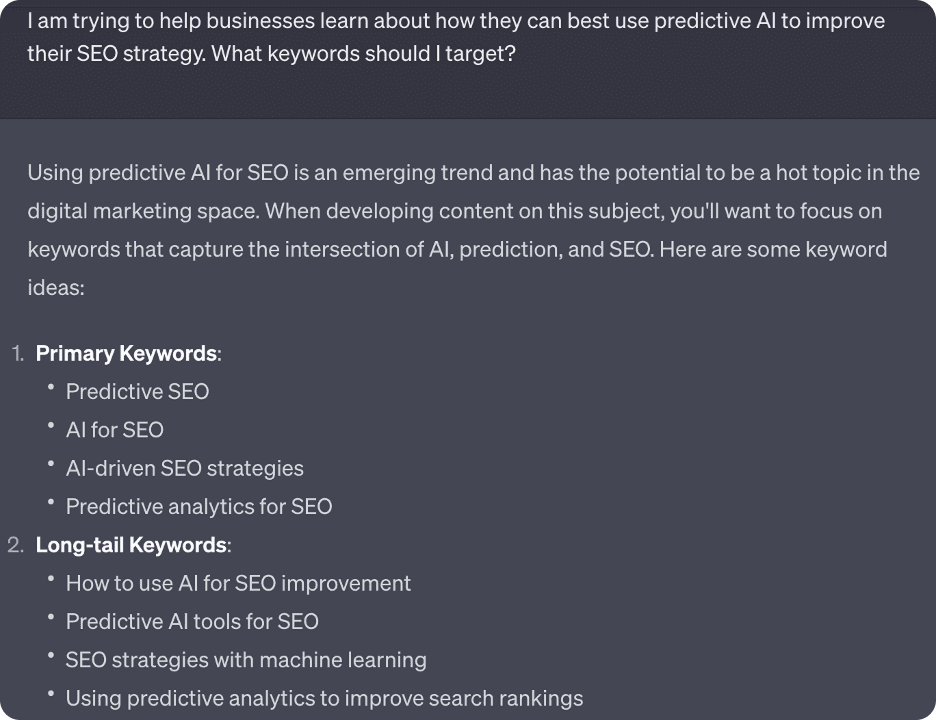 I am trying to help businesses learn about how they can best use predictive AI to improve
their SEO strategy. What keywords should I target?
Using predictive AI for SEO is an emerging trend and has the potential to be a hot topic in the
digital marketing space. When developing content on this subject, you'll want to focus on
keywords that capture the intersection of AI, prediction, and SEO. Here are some keyword
ideas:
1. Primary Keywords:
• Predictive SEO
• AI for SEO
• AI-driven SEO strategies
• Predictive analytics for SEO
2. Long-tail Keywords:
• How to use AI for SEO improvement
• Predictive AI tools for SEO
• SEO strategies with machine learning
• Using predictive analytics to improve search rankings